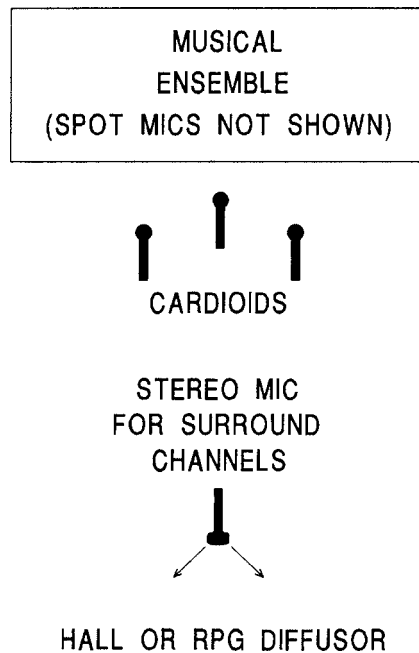 MUSICAL
ENSEMBLE
(SPOT MICS NOT SHOWN)
CARDIOIDS
STEREO MIC
FOR SURROUND
CHANNELS
HALL OR RPG DIFFUSOR